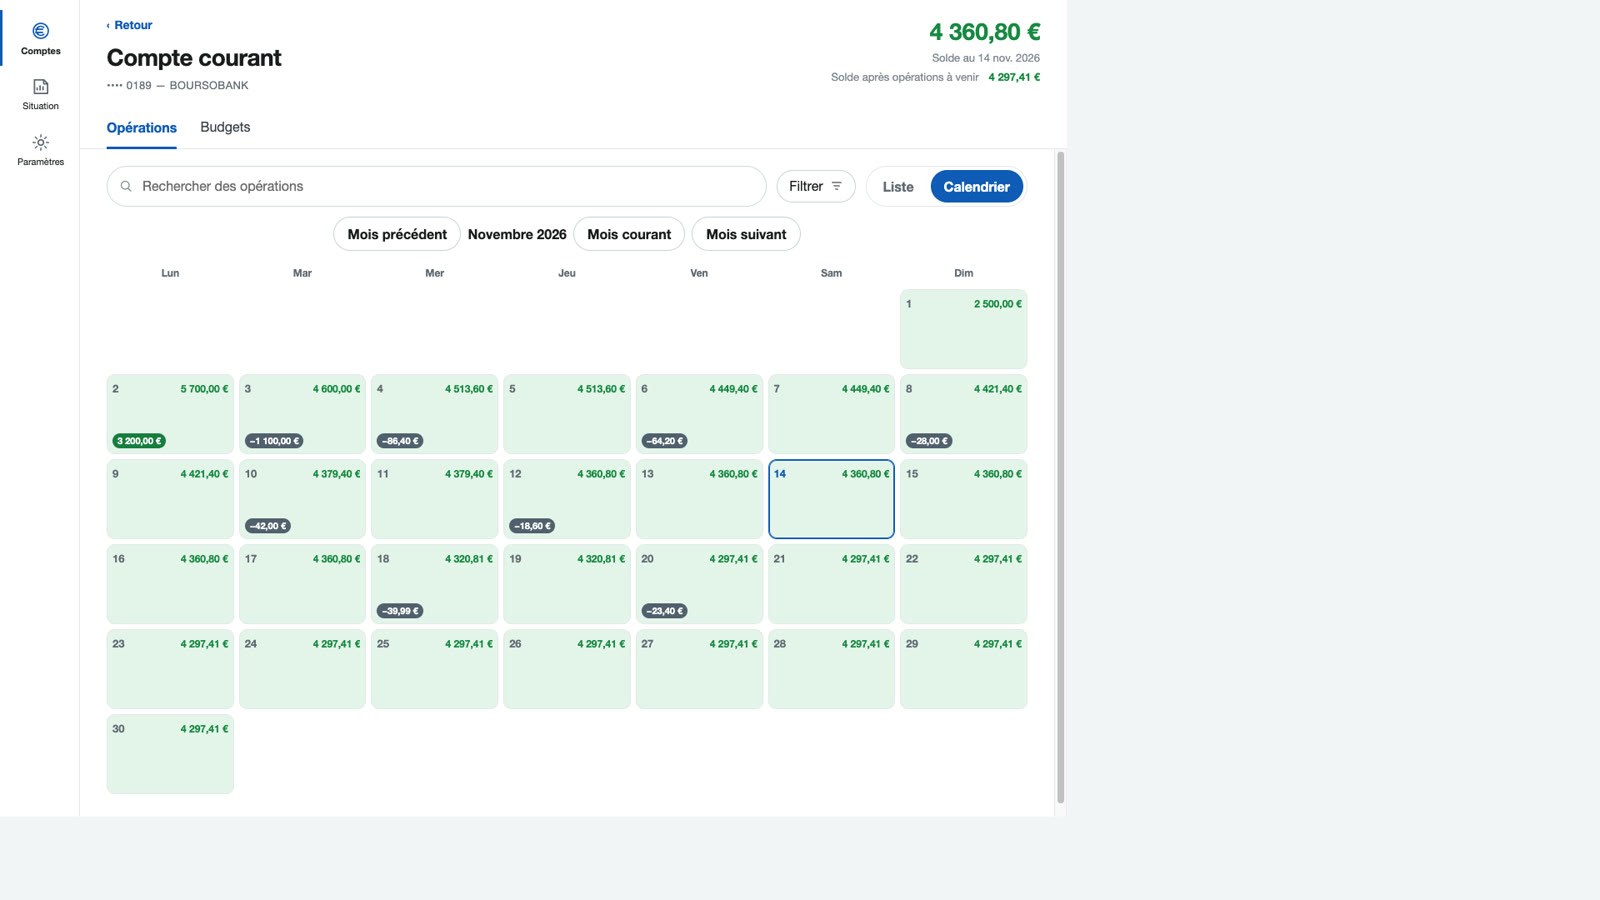 Comptes
Situation
Paramètres
‹ Retour
Compte courant
•••• 0189 — BOURSOBANK
4 360,80 €
Solde au 14 nov. 2026
Solde après opérations à venir 4 297,41 €
Opérations Budgets
Rechercher des opérations
Filtrer
Liste Calendrier
Mois précédent Novembre 2026 Mois courant Mois suivant
Lun Mar Mer Jeu Ven Sam Dim
1 2 500,00 €
2 5 700,00 € 3 4 600,00 € 4 4 513,60 € 5 4 513,60 € 6 4 449,40 € 7 4 449,40 € 8 4 421,40 €
3 200,00 € −1 100,00 € −86,40 € −64,20 € −28,00 €
9 4 421,40 € 10 4 379,40 € 11 4 379,40 € 12 4 360,80 € 13 4 360,80 € 14 4 360,80 € 15 4 360,80 €
−42,00 € −18,60 €
16 4 360,80 € 17 4 360,80 € 18 4 320,81 € 19 4 320,81 € 20 4 297,41 € 21 4 297,41 € 22 4 297,41 €
−39,99 € −23,40 €
23 4 297,41 € 24 4 297,41 € 25 4 297,41 € 26 4 297,41 € 27 4 297,41 € 28 4 297,41 € 29 4 297,41 €
30 4 297,41 €